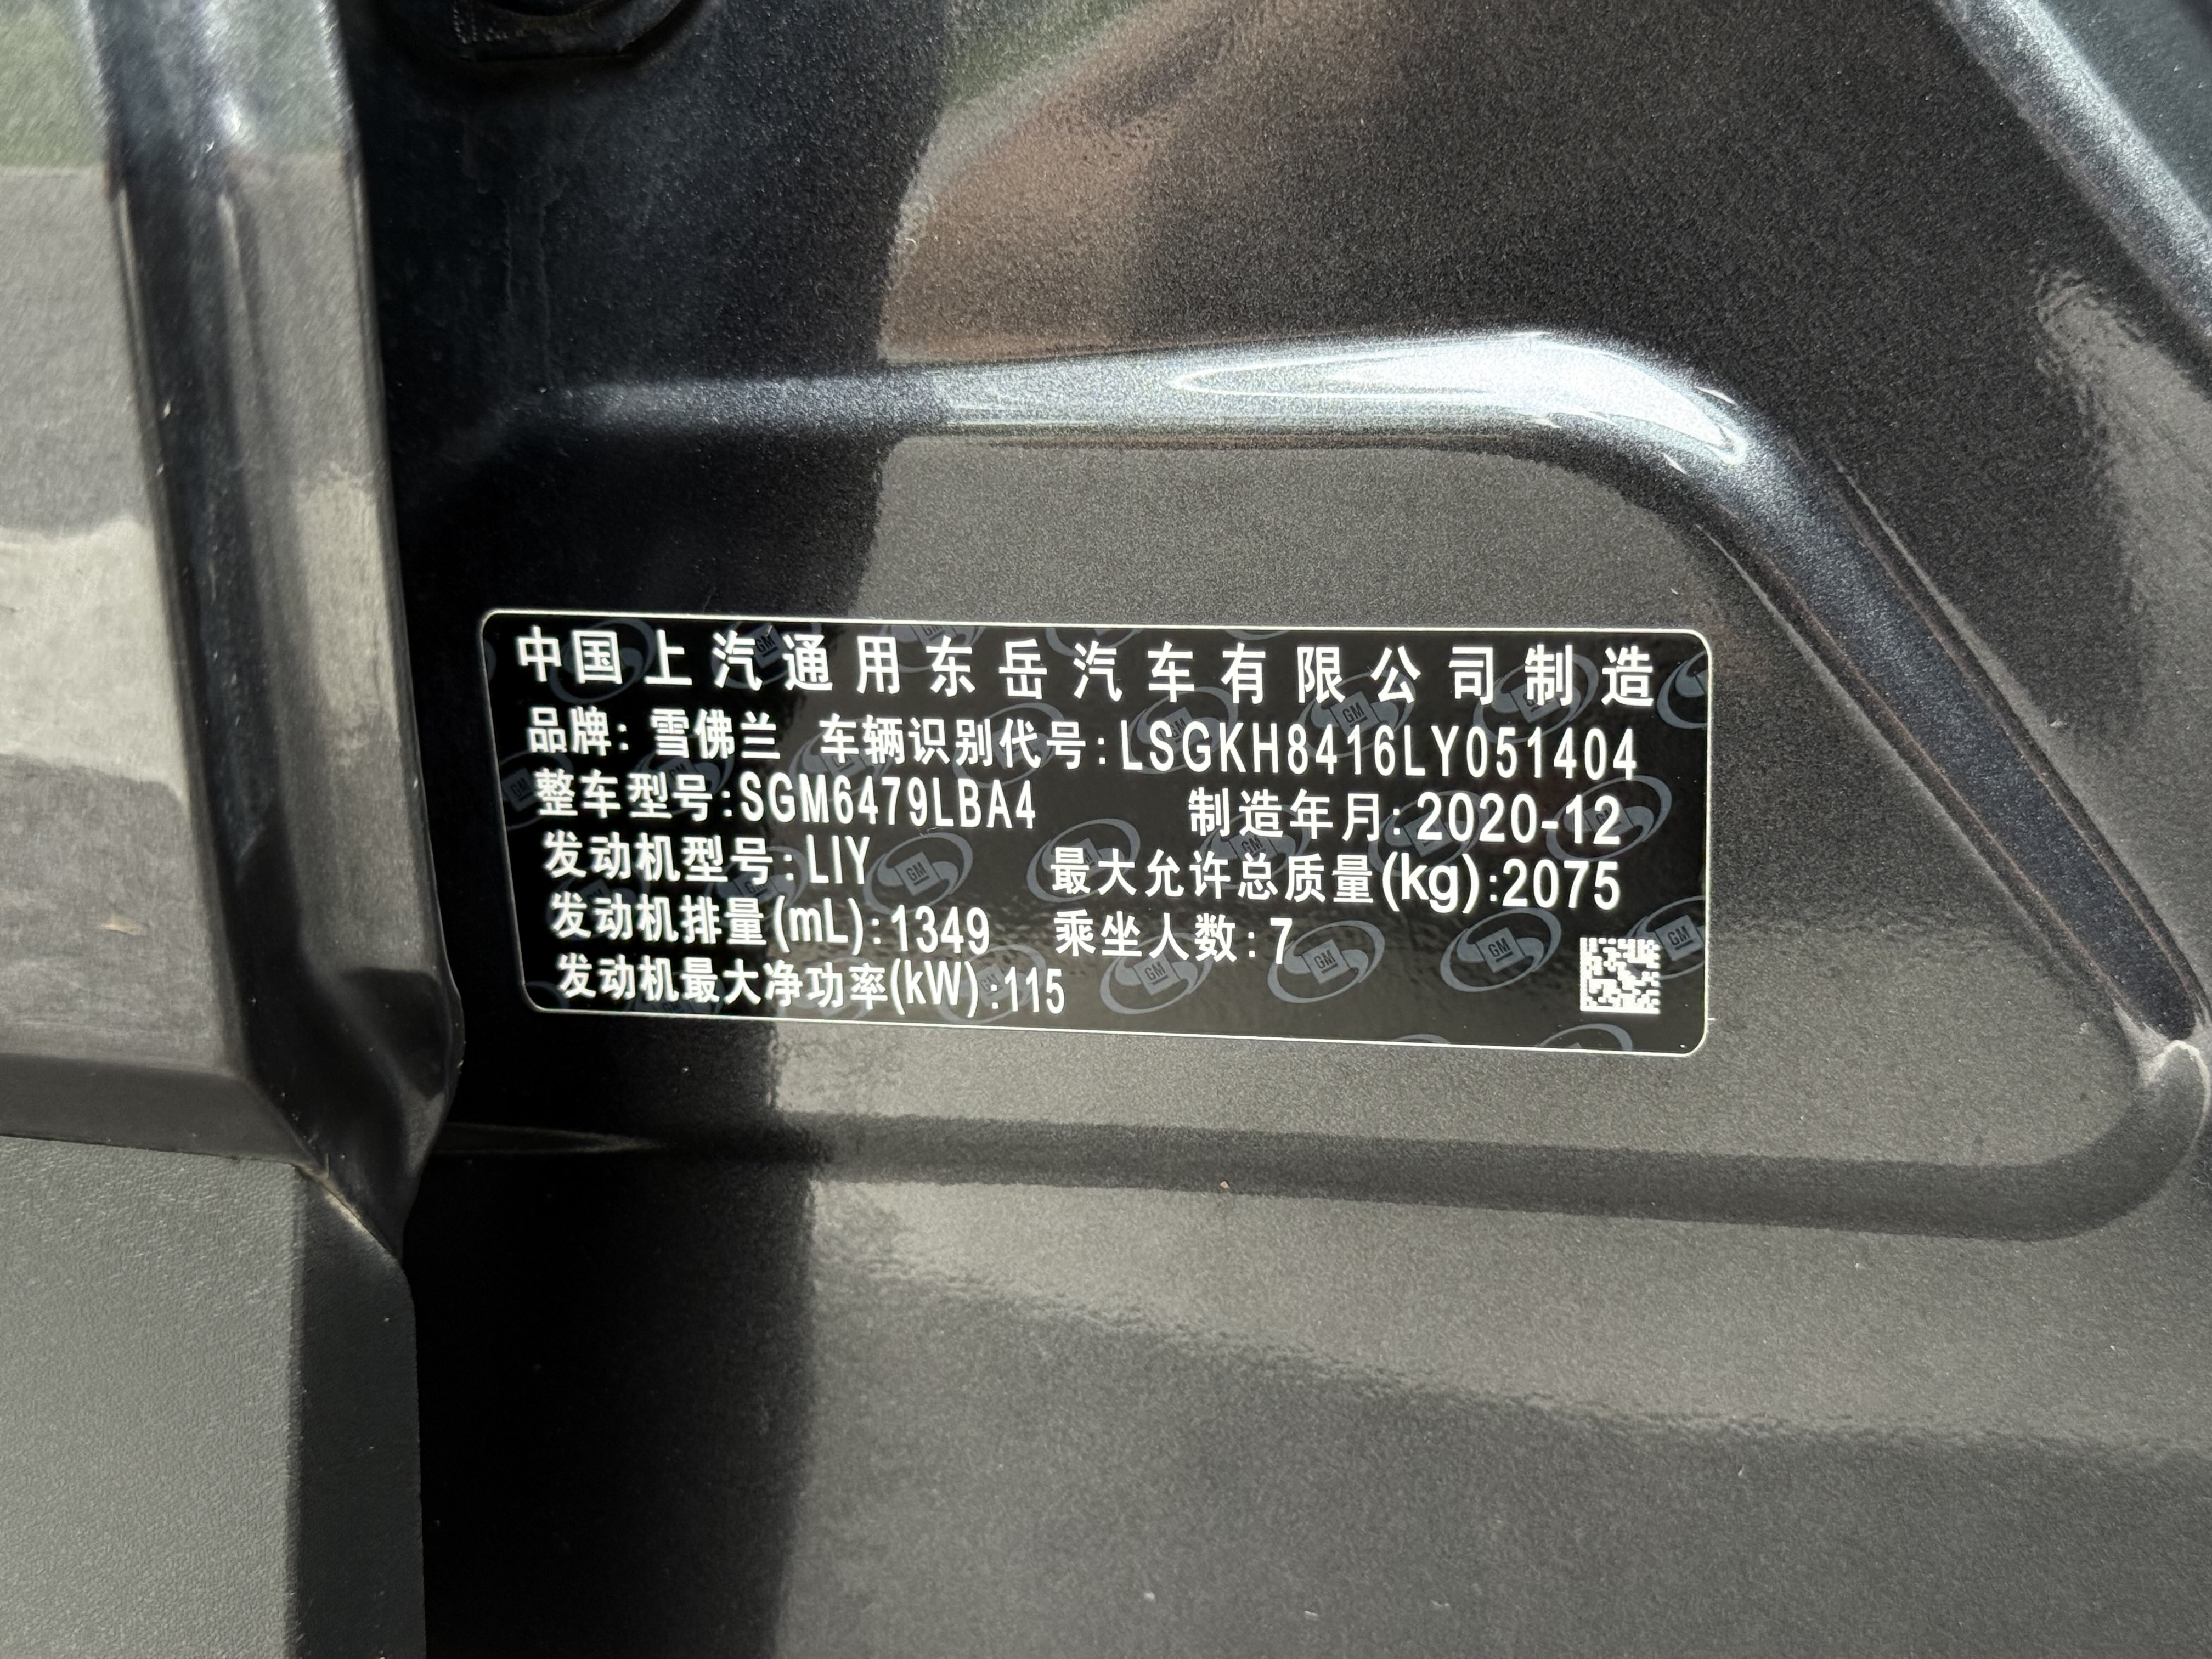 中国上汽通用东岳汽车有限公司制造
品牌: 雪佛兰 车辆识别代号:LSGKH8416LY051404
整车型号:SGM6479LBA4 制造年月:2020-12
发动机型号:LIY 最大允许总质量(kg):2075
发动机排量(mL):1349 乘坐人数:7
发动机最大净功率(kW):115